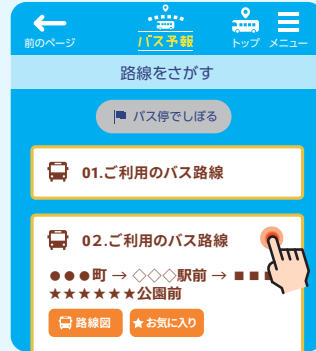 前のページ
バス予報
トップ
メニュー
路線をさがす
バス停でしぼる
01.ご利用のバス路線
02.ご利用のバス路線
●●●町 → ◇◇◇駅前 → ■■
★★★★★★公園前
路線図
★お気に入り